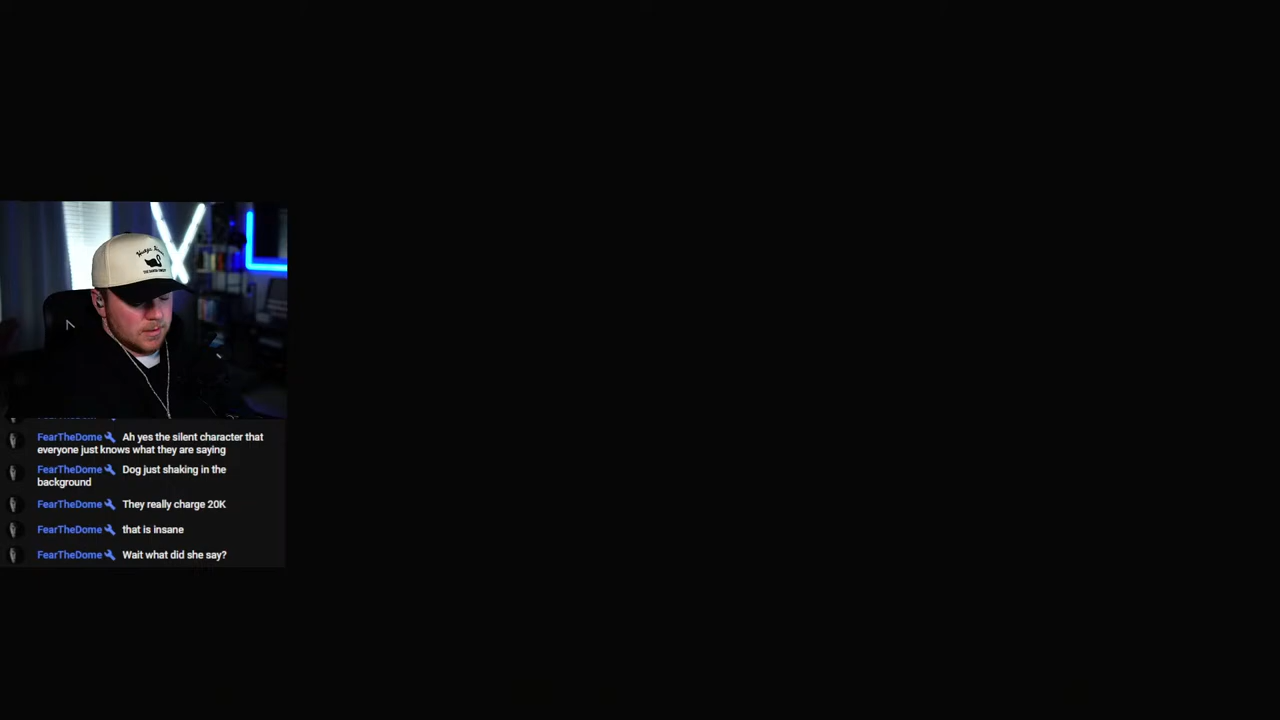 FearTheDome Ah yes the silent character that
everyone just knows what they are saying
FearTheDome Dog just shaking in the
background
FearTheDome They really charge 20K
FearTheDome that is insane
FearTheDome Wait what did she say?